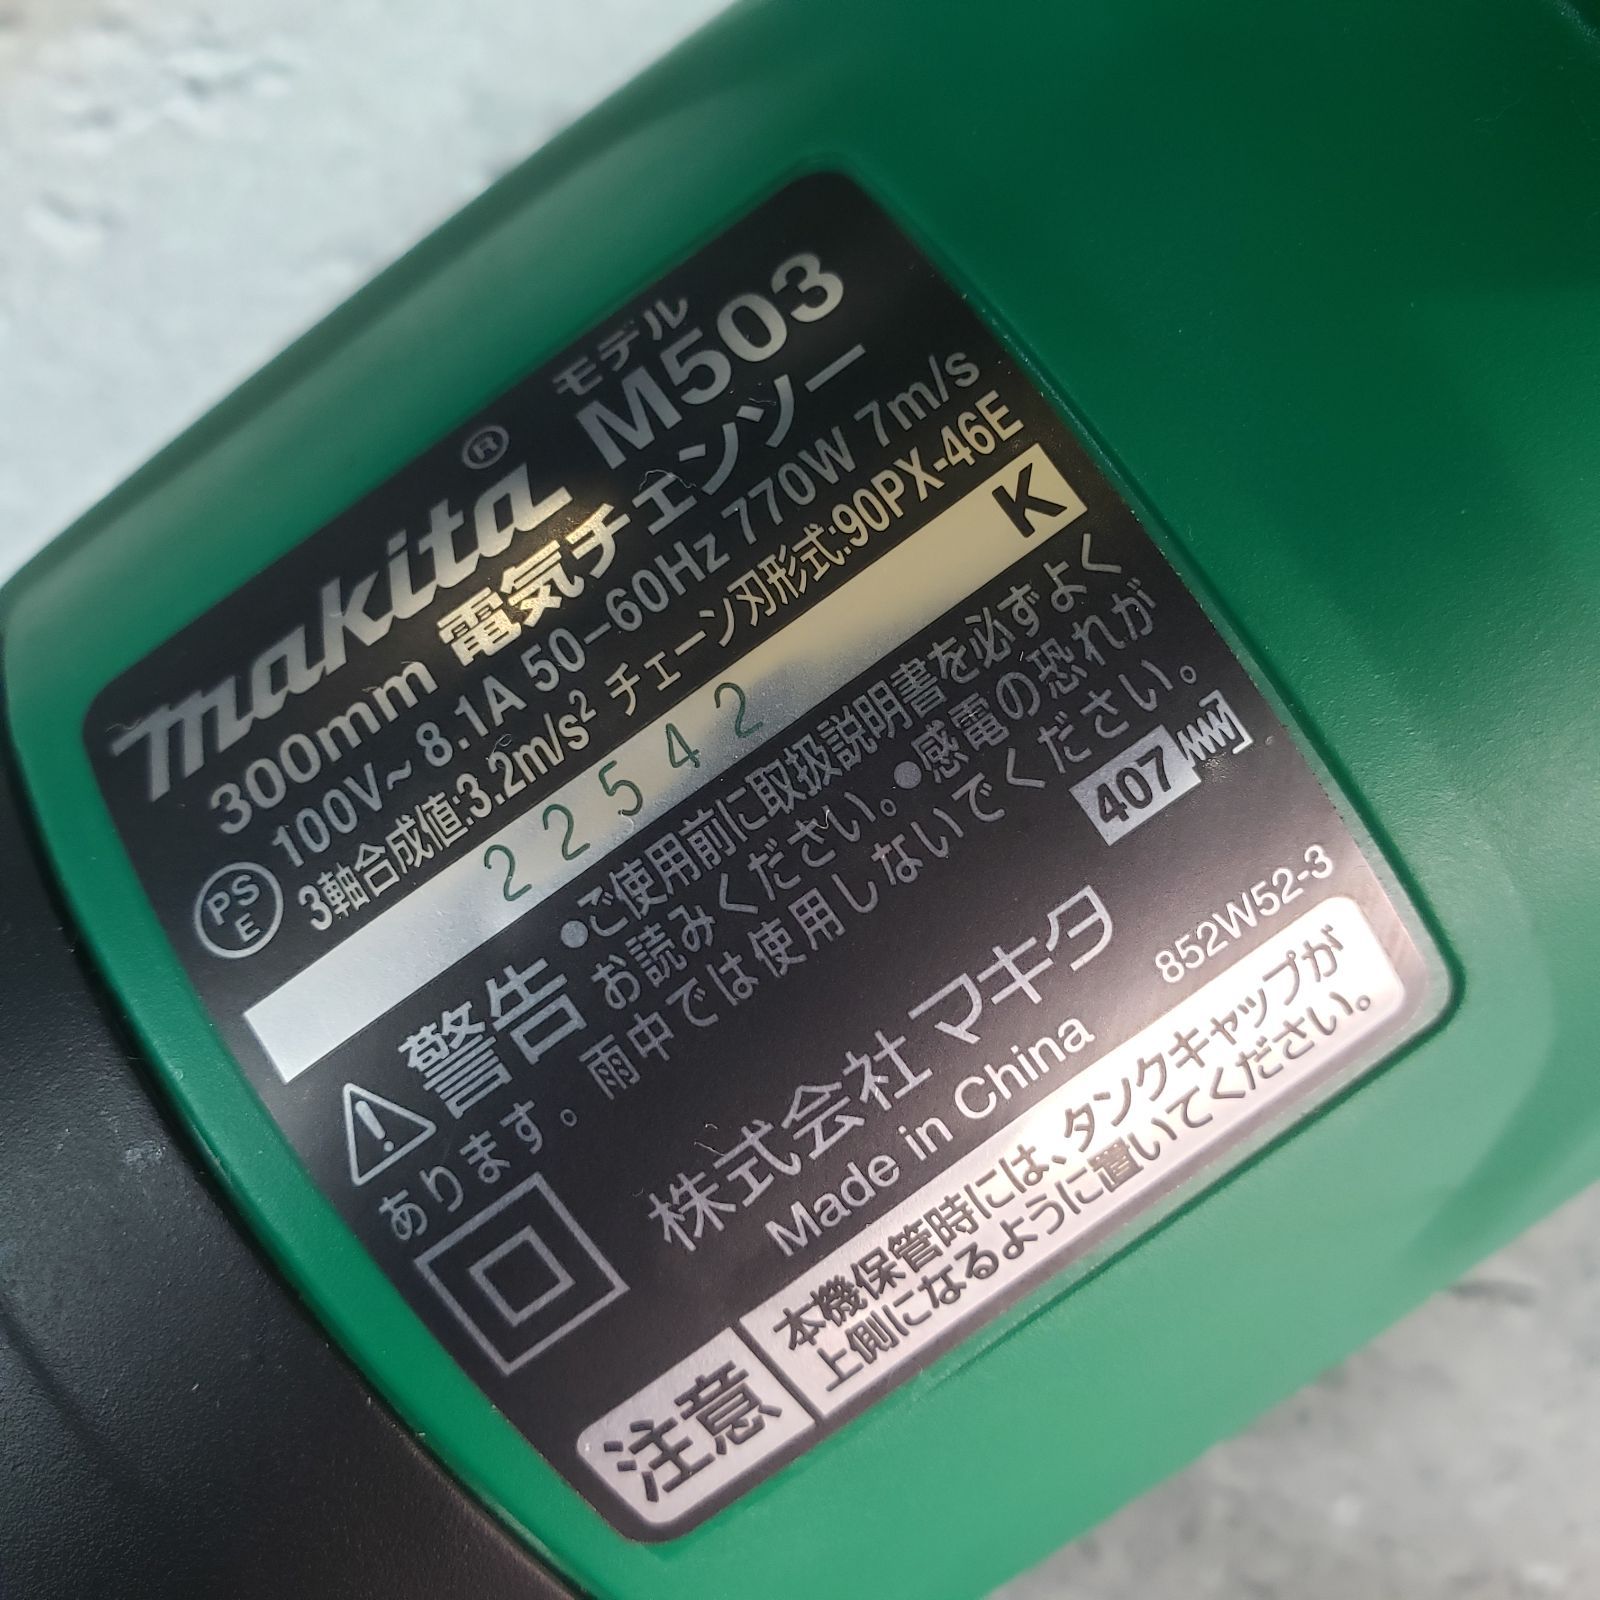 makita® モデル M503
300mm 電気チェンソー
100V~ 8.1A 50-60Hz 770W 7m/s
PS E
3軸合成値:3.2m/s² チェーン刃形式:90PX-46E
22542 K
警告 ●ご使用前に取扱説明書を必ずよく
お読みください。●感電の恐れが
あります。雨中では使用しないでください。
407
株式会社マキタ
852W52-3
Made in China
注意
本機保管時には、タンクキャップが
上側になるように置いてください。